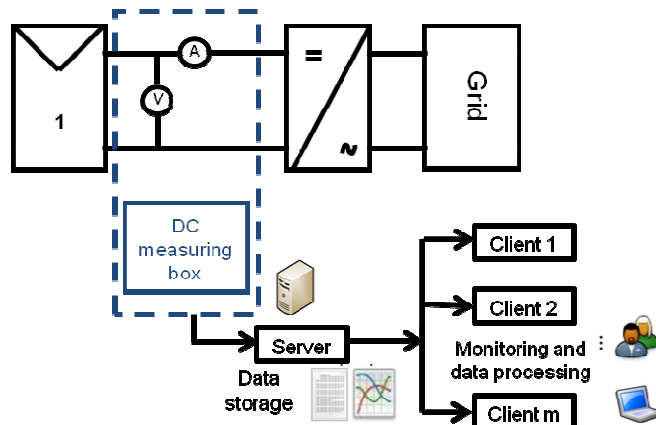 A
V
1
=
~
Grid
DC
measuring
box
Client 1
Client 2
Server
Monitoring and
data processing
Data
storage
Client m